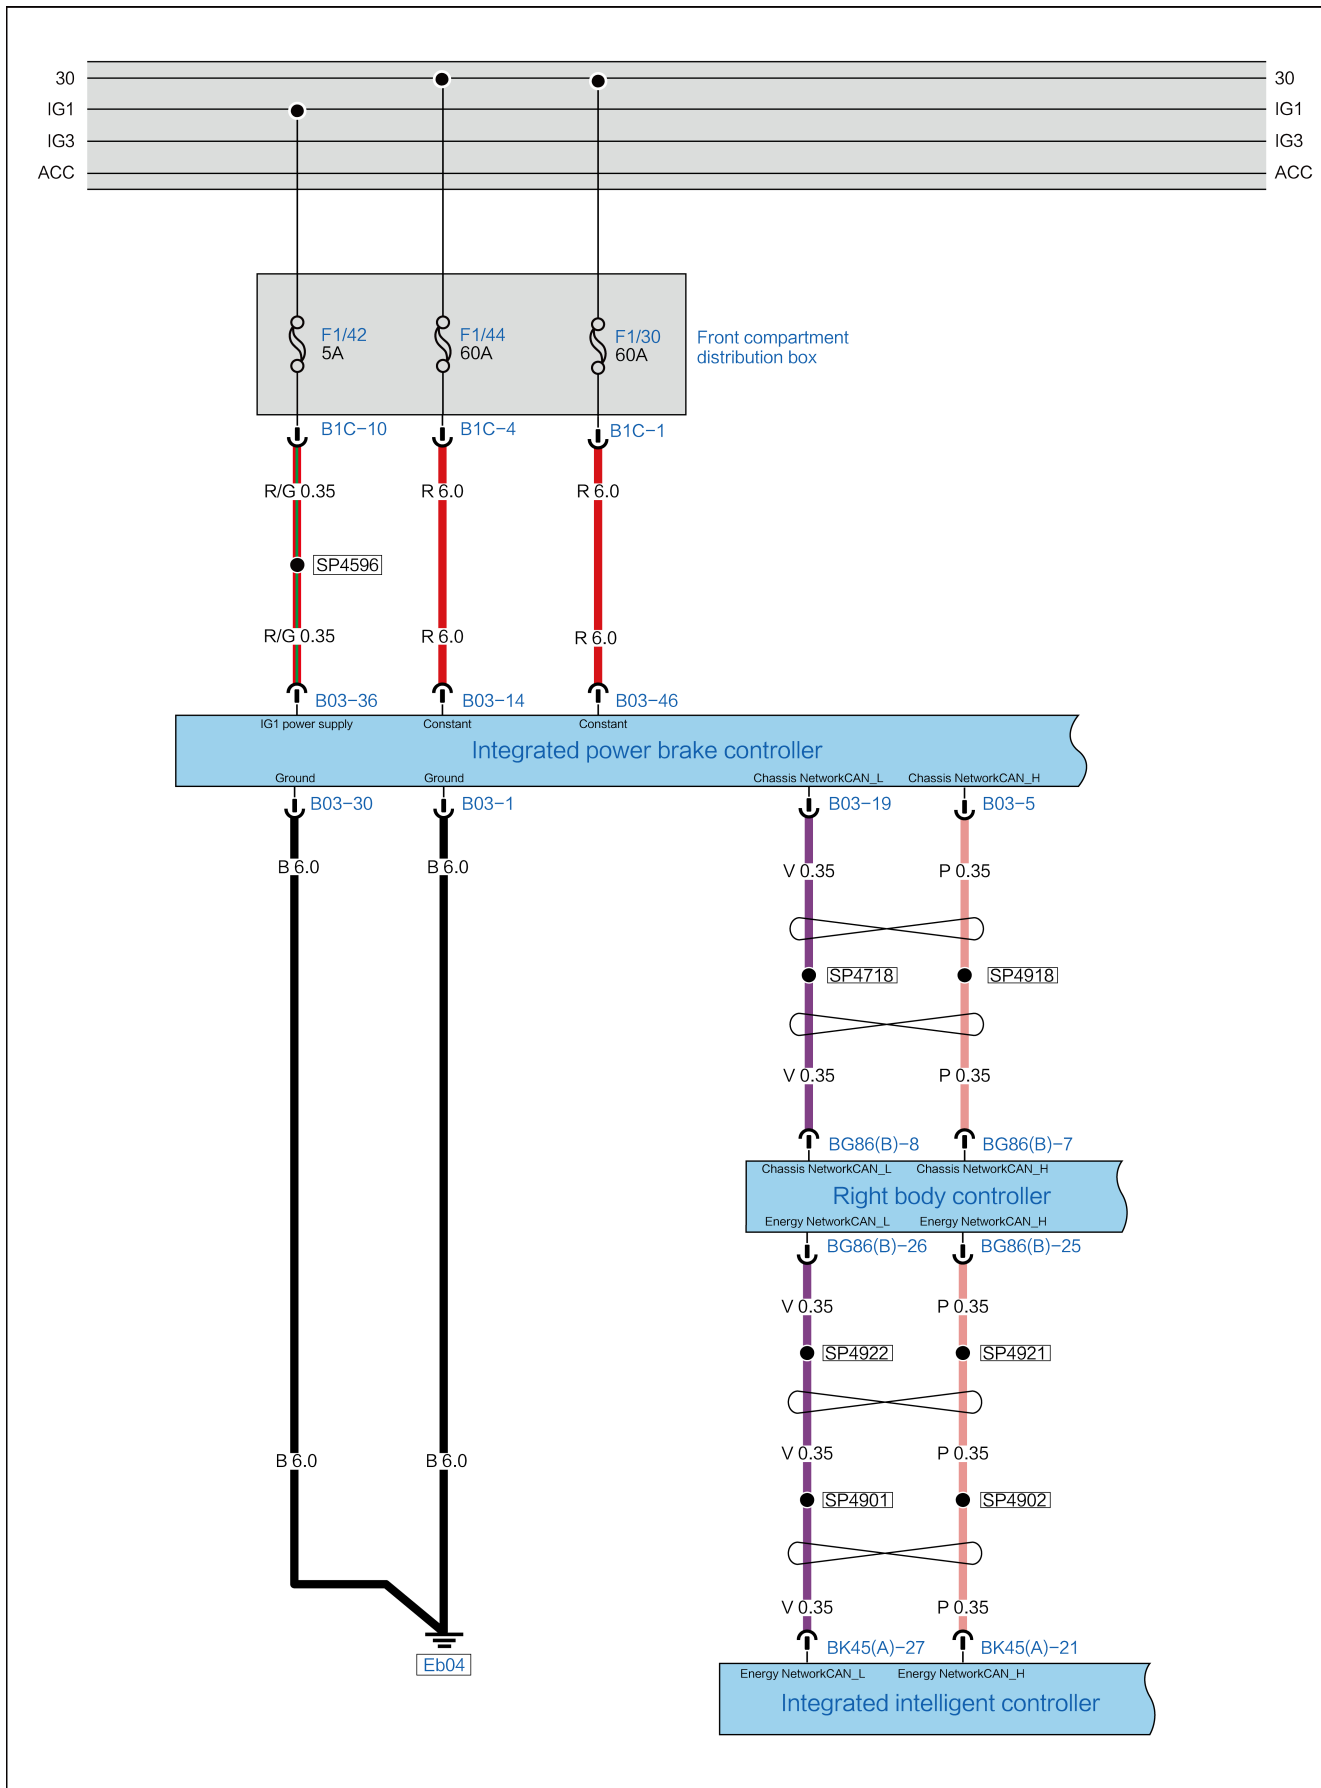 30 30
IG1 IG1
IG3 IG3
ACC ACC
F1/42 F1/44 F1/30
5A 60A 60A
Front compartment
distribution box
B1C-10 B1C-4 B1C-1
R/G 0.35 R 6.0 R 6.0
SP4596
R/G 0.35 R 6.0 R 6.0
B03-36 B03-14 B03-46
IG1 power supply Constant Constant
Integrated power brake controller
Ground Ground Chassis NetworkCAN_L Chassis NetworkCAN_H
B03-30 B03-1 B03-19 B03-5
B 6.0 B 6.0 V 0.35 P 0.35
SP4718 SP4918
V 0.35 P 0.35
BG86(B)-8 BG86(B)-7
Chassis NetworkCAN_L Chassis NetworkCAN_H
Right body controller
Energy NetworkCAN_L Energy NetworkCAN_H
BG86(B)-26 BG86(B)-25
V 0.35 P 0.35
SP4922 SP4921
B 6.0 B 6.0 V 0.35 P 0.35
SP4901 SP4902
V 0.35 P 0.35
BK45(A)-27 BK45(A)-21
Eb04
Energy NetworkCAN_L Energy NetworkCAN_H
Integrated intelligent controller